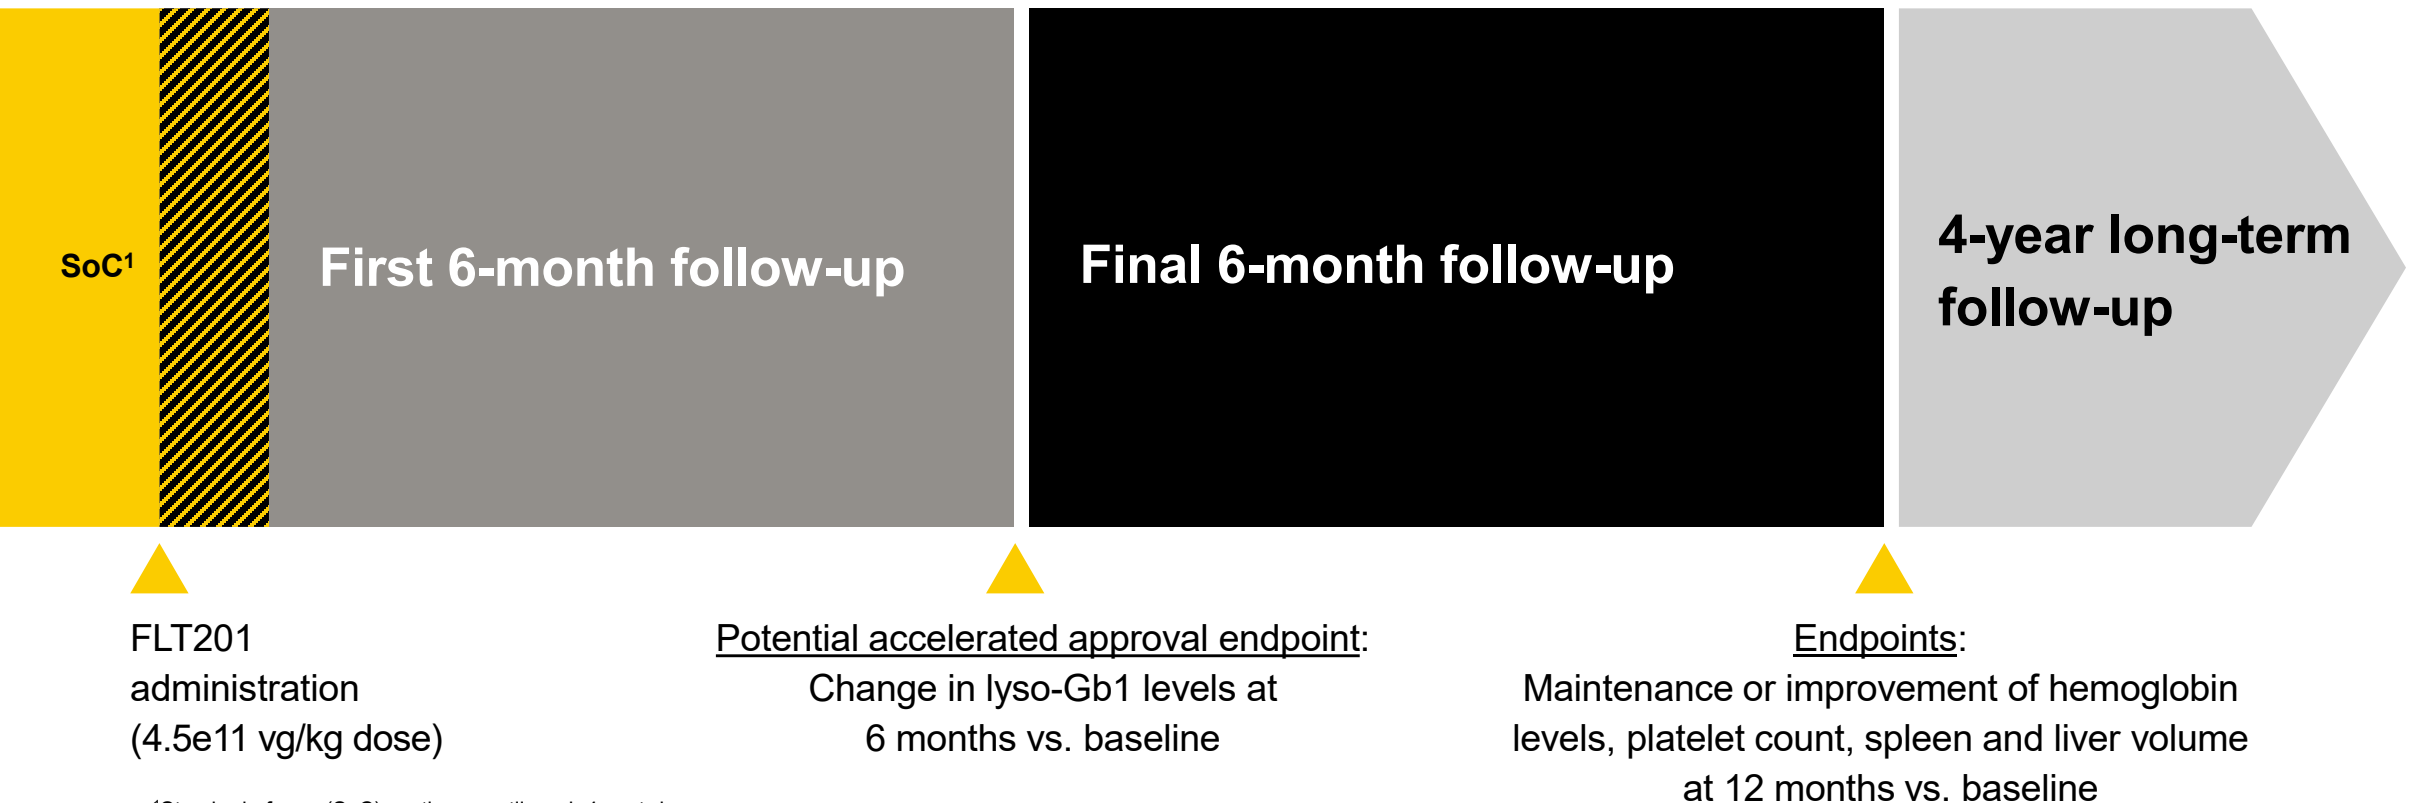 SoC¹
First 6-month follow-up
Final 6-month follow-up
4-year long-term
follow-up
FLT201
administration
(4.5e11 vg/kg dose)
Potential accelerated approval endpoint:
Change in lyso-Gb1 levels at
6 months vs. baseline
Endpoints:
Maintenance or improvement of hemoglobin
levels, platelet count, spleen and liver volume
at 12 months vs. baseline